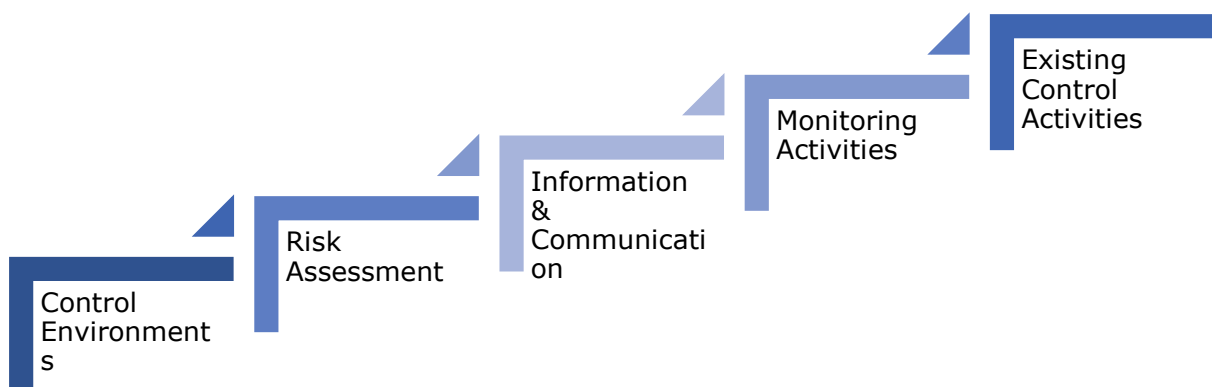 Control
Environment
s
Risk
Assessment
Information
&
Communicati
on
Monitoring
Activities
Existing
Control
Activities